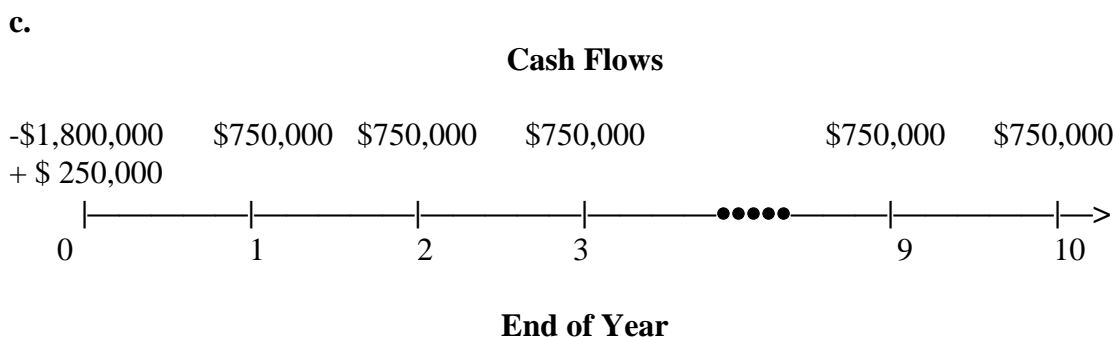 c.
Cash Flows
-$1,800,000 $750,000 $750,000 $750,000 $750,000 $750,000
+ $ 250,000
0 1 2 3 9 10
End of Year